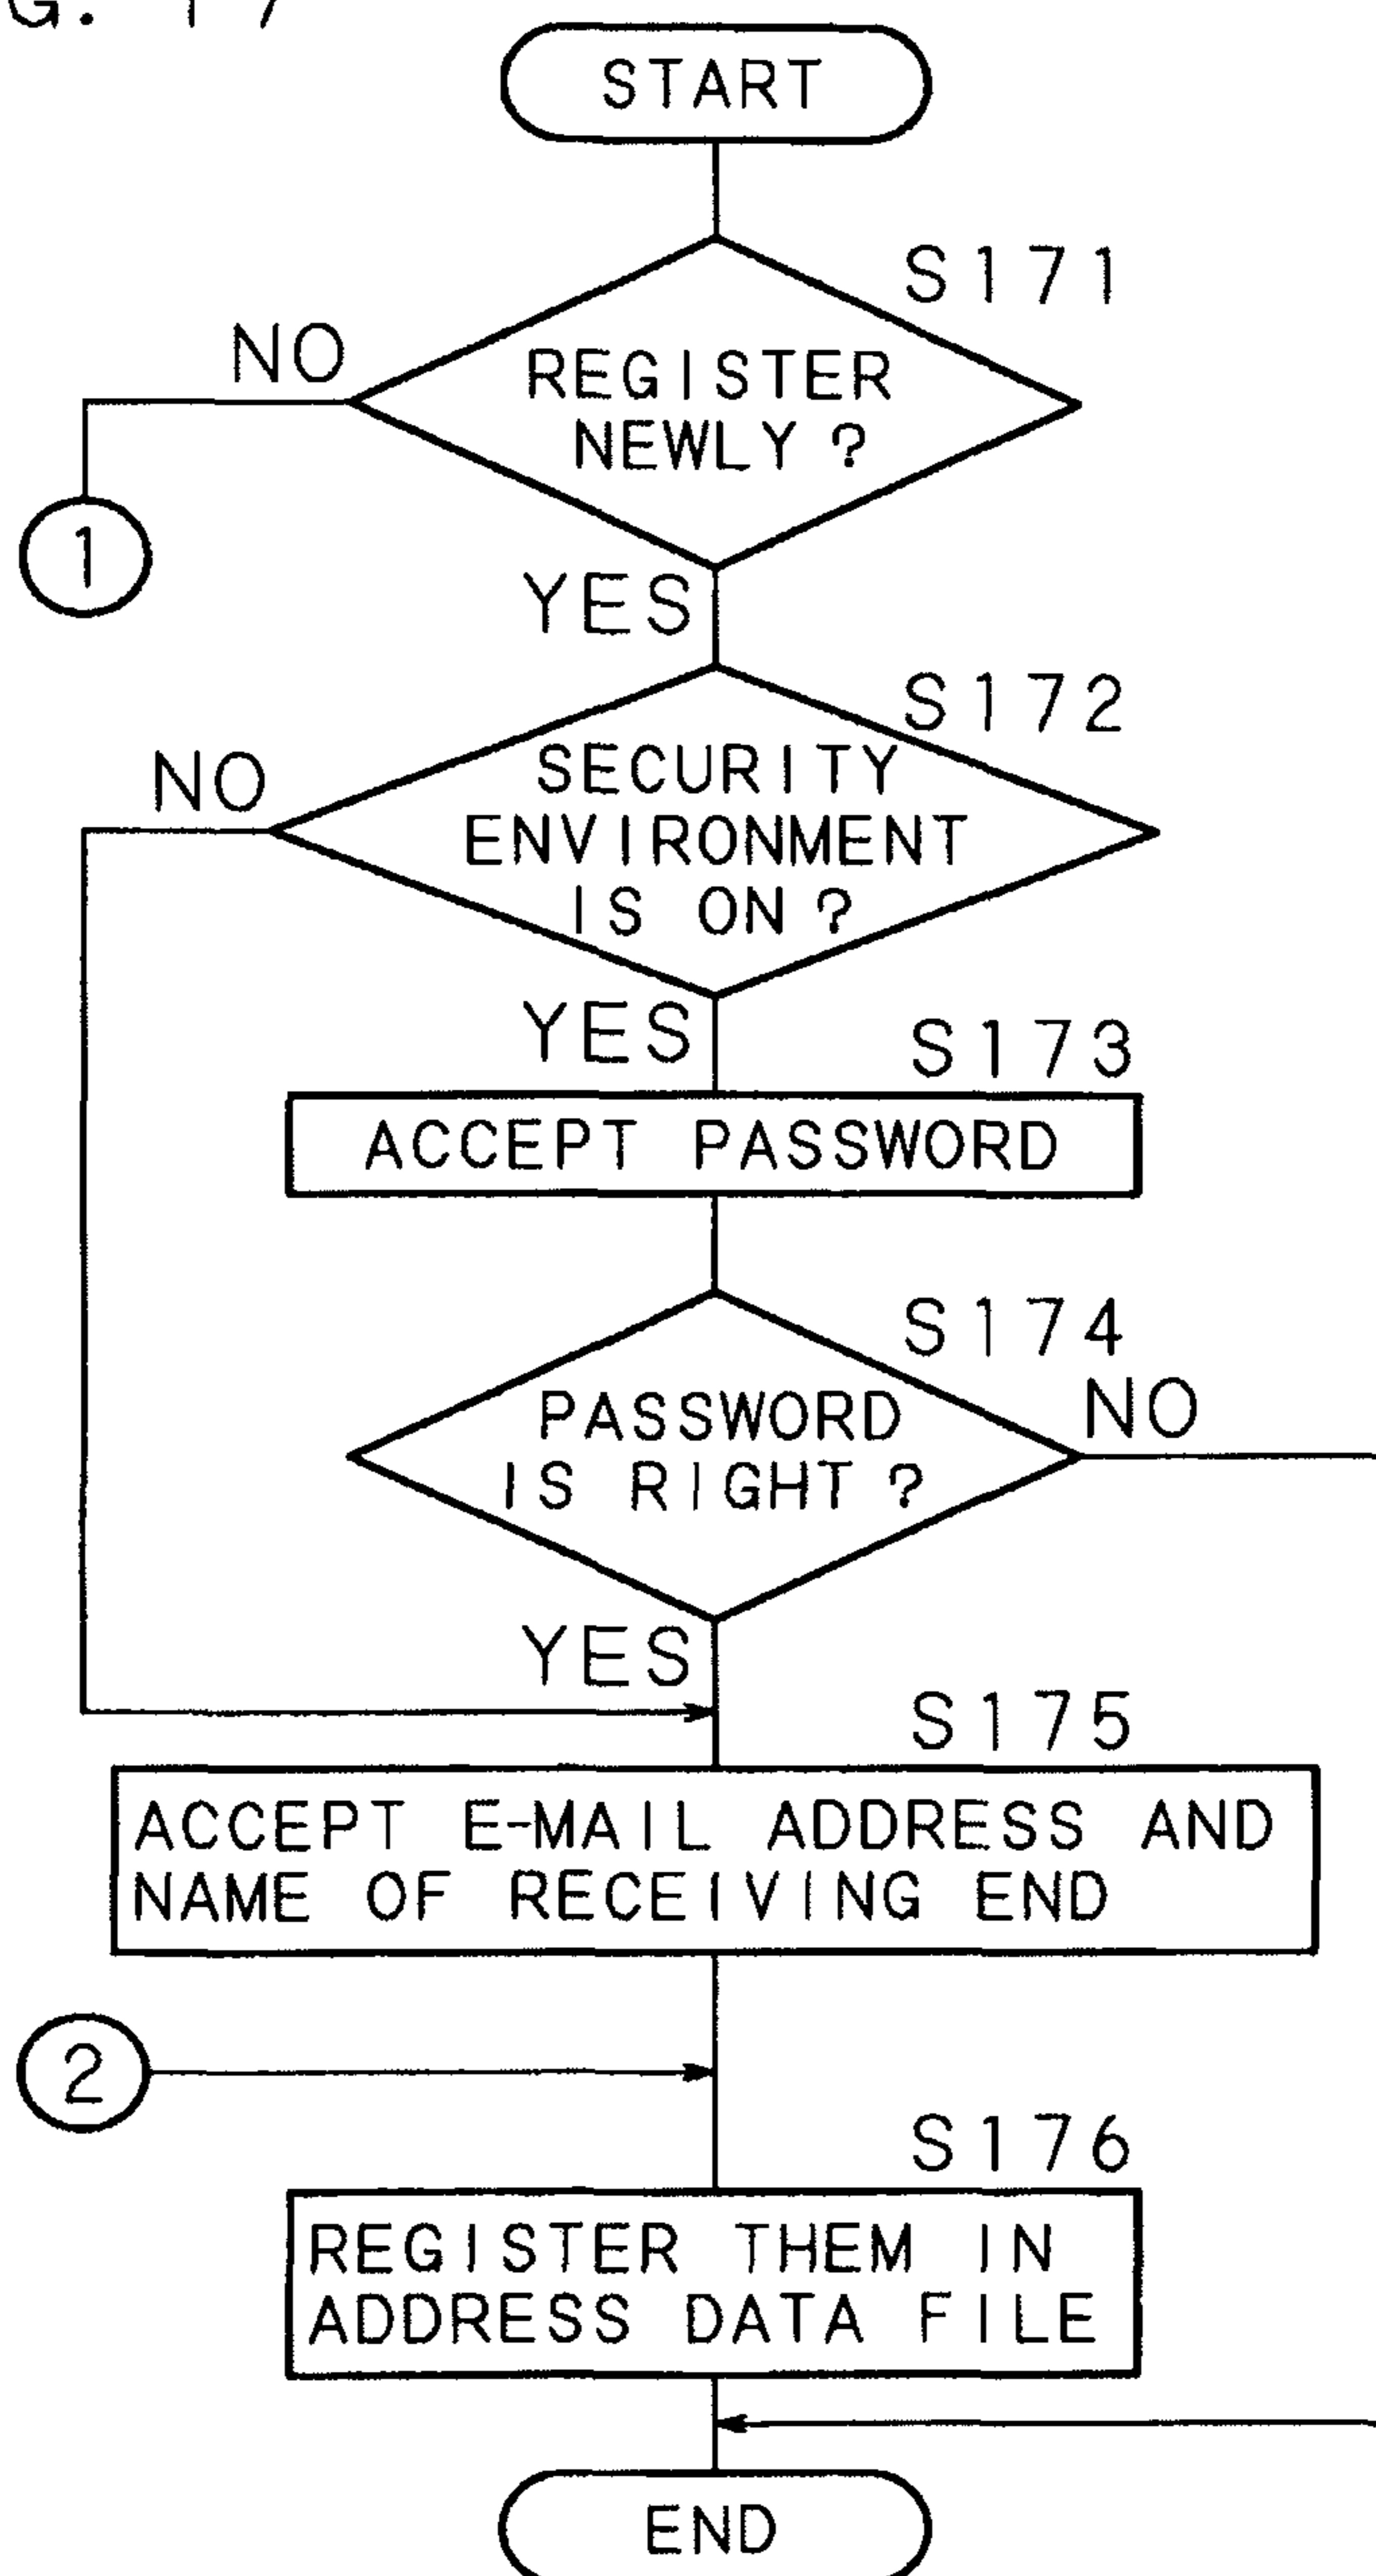 G. 17
START
S171
NO
REGISTER
NEWLY?
1
YES
S172
NO
SECURITY
ENVIRONMENT
IS ON?
YES
S173
ACCEPT PASSWORD
S174
NO
PASSWORD
IS RIGHT?
YES
S175
ACCEPT E-MAIL ADDRESS AND
NAME OF RECEIVING END
2
S176
REGISTER THEM IN
ADDRESS DATA FILE
END